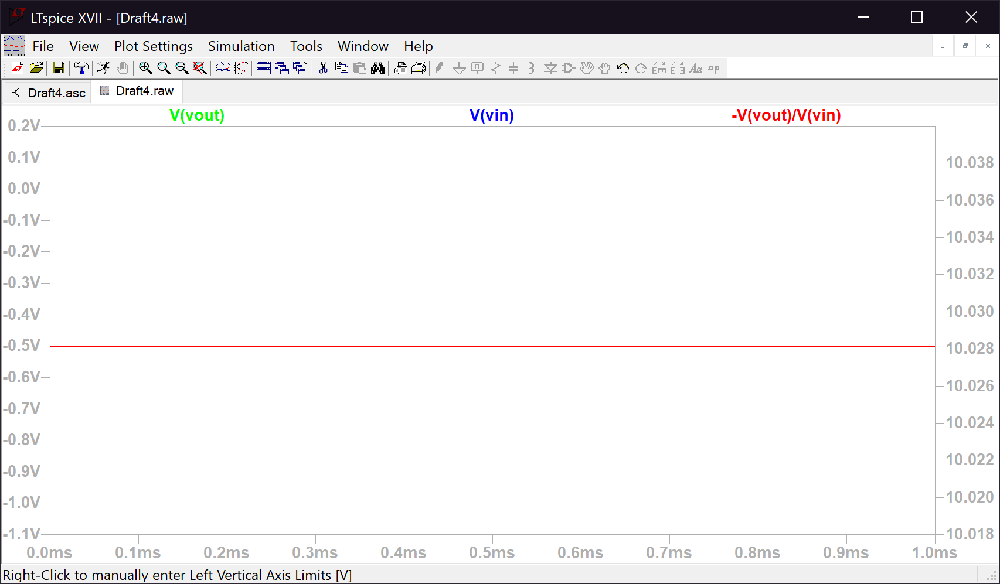 LTspice XVII - [Draft4.raw]
File View Plot Settings Simulation Tools Window Help
Draft4.asc Draft4.raw
V(vout) V(vin) -V(vout)/V(vin)
0.2V
0.1V 10.038
0.0V
10.036
-0.1V
10.034
-0.2V
10.032
-0.3V
10.030
-0.4V
-0.5V 10.028
-0.6V 10.026
-0.7V 10.024
-0.8V
10.022
-0.9V
-1.0V 10.020
-1.1V 10.018
0.0ms 0.1ms 0.2ms 0.3ms 0.4ms 0.5ms 0.6ms 0.7ms 0.8ms 0.9ms 1.0ms
Right-Click to manually enter Left Vertical Axis Limits [V]